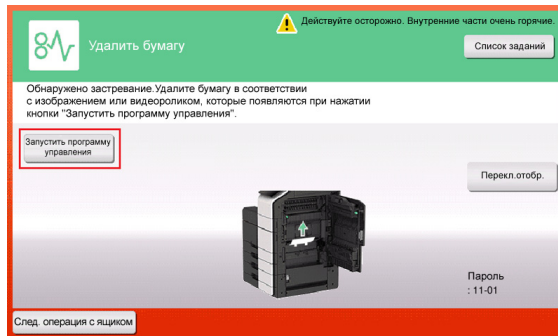 Действуйте осторожно. Внутренние части очень горячие.
Удалить бумагу
Список заданий
Обнаружено застревание.Удалите бумагу в соответствии
с изображением или видеороликом, которые появляются при нажатии
кнопки "Запустить программу управления".
Запустить программу
управления
Перекл.отобр.
Пароль
: 11-01
След. операция с ящиком